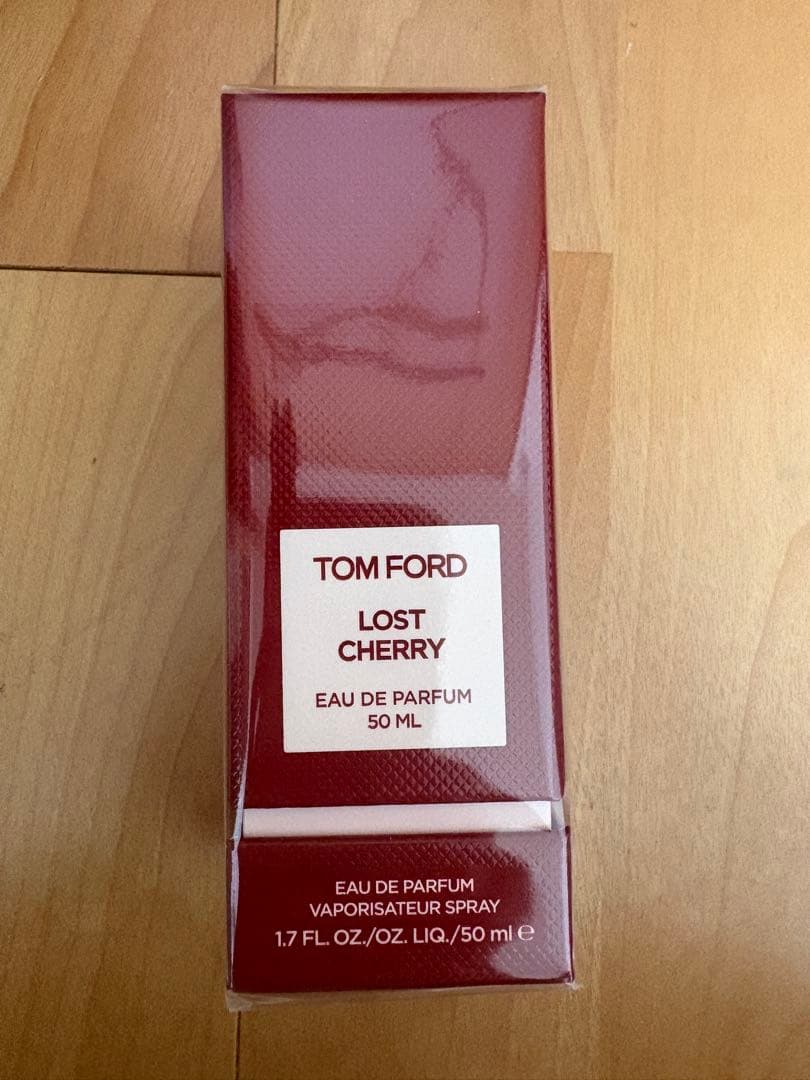 TOM FORD
LOST
CHERRY
EAU DE PARFUM
50 ML
EAU DE PARFUM
VAPORISATEUR SPRAY
1.7 FL. OZ./OZ. LIQ./50 ml ℮